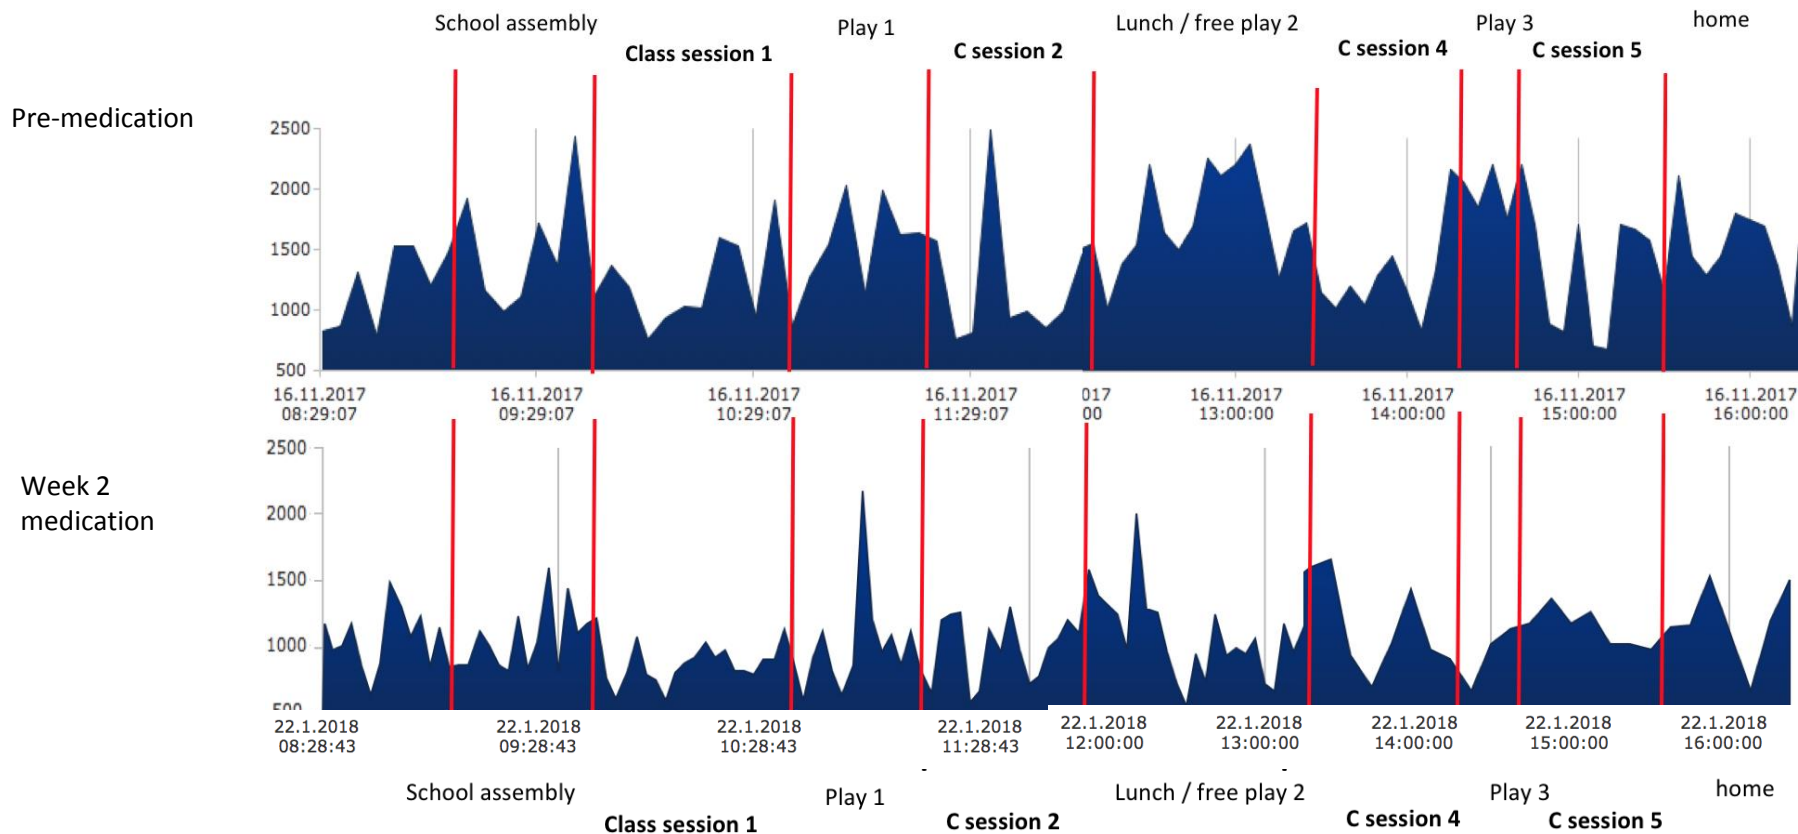 School assembly
Play 1
Lunch / free play 2
Play 3
home
Class session 1
C session 2
C session 4
C session 5
Pre-medication
2500
2000
1500
1000
500
16.11.2017 16.11.2017 16.11.2017 16.11.2017 017 16.11.2017 16.11.2017 16.11.2017 16.11.2017
08:29:07 09:29:07 10:29:07 11:29:07 00 13:00:00 14:00:00 15:00:00 16:00:00
Week 2
medication
2500
2000
1500
1000
500
22.1.2018 22.1.2018 22.1.2018 22.1.2018 22.1.2018 22.1.2018 22.1.2018 22.1.2018 22.1.2018
08:28:43 09:28:43 10:28:43 11:28:43 12:00:00 13:00:00 14:00:00 15:00:00 16:00:00
School assembly
Play 1
Lunch / free play 2
Play 3
home
Class session 1
C session 2
C session 4
C session 5